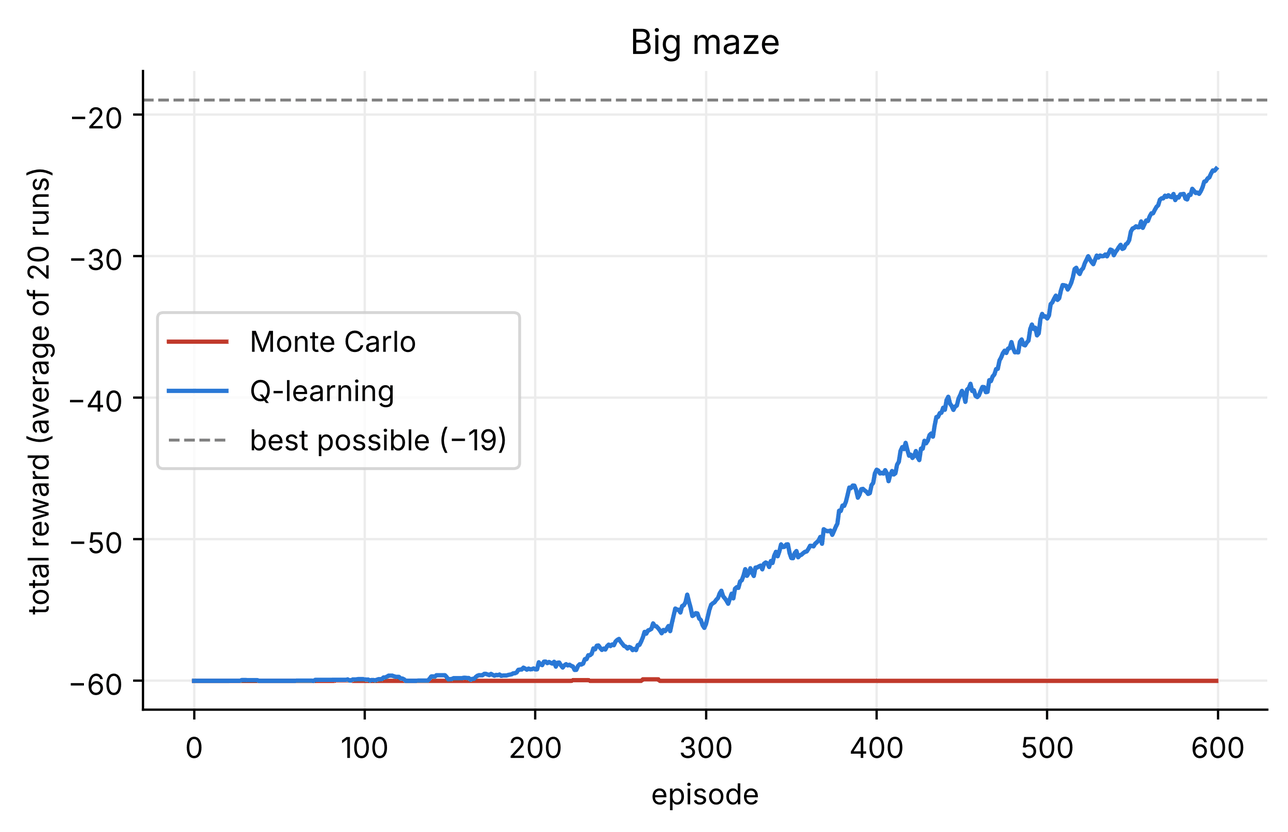 Big maze
total reward (average of 20 runs)
−20
−30
−40
−50
−60
Monte Carlo
Q-learning
best possible (−19)
0 100 200 300 400 500 600
episode